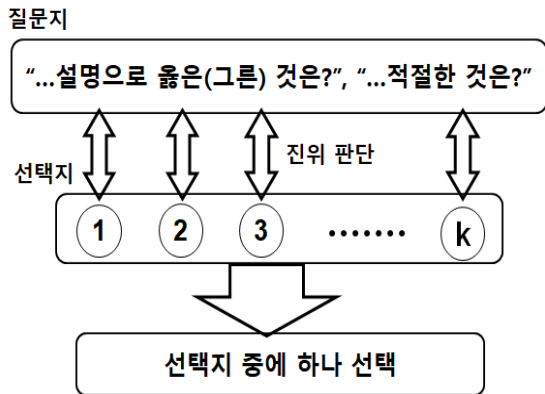 질문지
“...설명으로 옳은(그른) 것은?”, “...적절한 것은?”
진위 판단
선택지
1 2 3 ······· k
선택지 중에 하나 선택